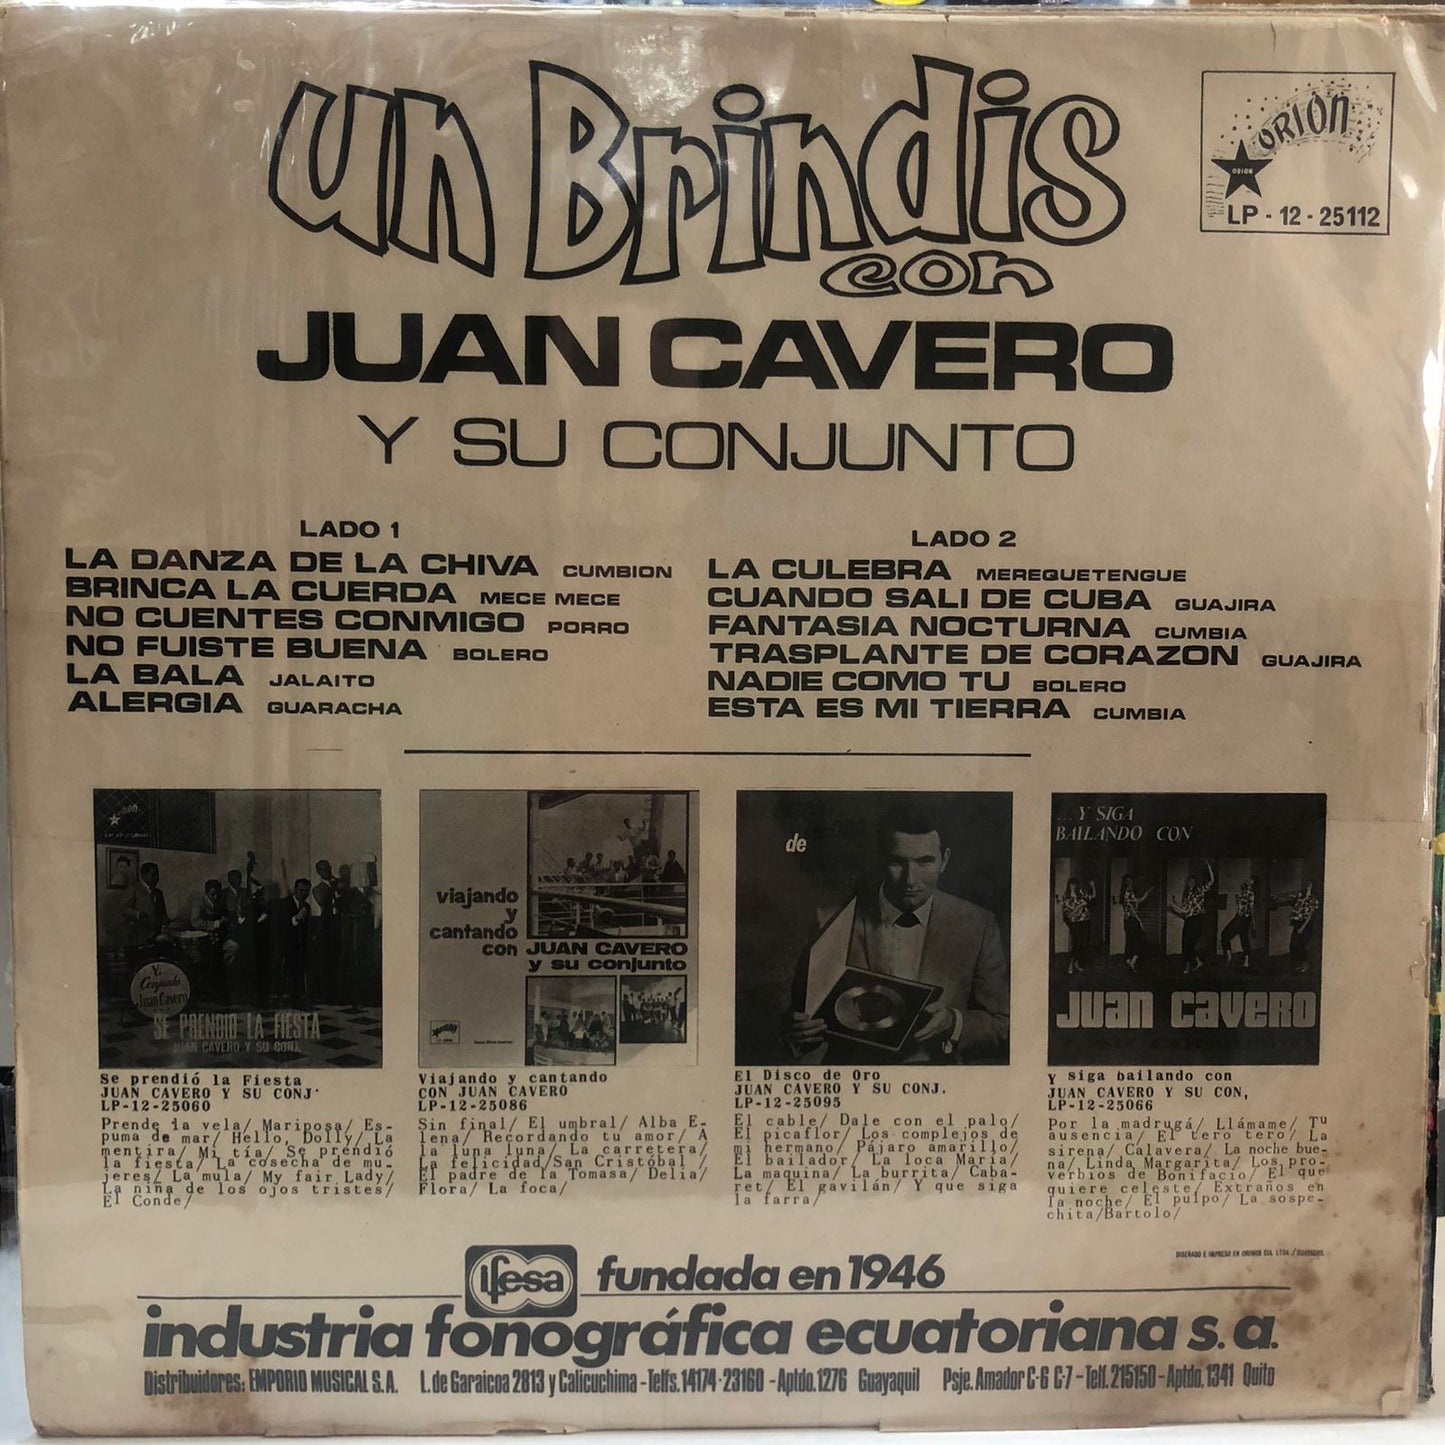 un Brindis
con
JUAN CAVERO
Y SU CONJUNTO
ORION
ORION
LP - 12 - 25112
LADO 1
LA DANZA DE LA CHIVA CUMBION
BRINCA LA CUERDA MECE MECE
NO CUENTES CONMIGO PORRO
NO FUISTE BUENA BOLERO
LA BALA JALAITO
ALERGIA GUARACHA
LADO 2
LA CULEBRA MEREQUETENGUE
CUANDO SALI DE CUBA GUAJIRA
FANTASIA NOCTURNA CUMBIA
TRASPLANTE DE CORAZON GUAJIRA
NADIE COMO TU BOLERO
ESTA ES MI TIERRA CUMBIA
Y. Conjunto
Juan Cavero
SE PRENDIO LA FIESTA
JUAN CAVERO Y SU CONJ.
viajando
y
cantando
con JUAN CAVERO
y su conjunto
de
...Y SIGA
BAILANDO CON
JUAN CAVERO
Y SU CONJUNTO
Se prendió la Fiesta
JUAN CAVERO Y SU CONJ'
LP-12-25060
Prende la vela/ Mariposa/ Es-
puma de mar/ Hello, Dolly/ La
mentira/ Mi tía/ Se prendió
la fiesta/ La cosecha de mu-
jeres/ La mula/ My fair Lady/
La niña de los ojos tristes/
El Conde/
Viajando y cantando
CON JUAN CAVERO
LP-12-25086
Sin final/ El umbral/ Alba E-
lena/ Recordando tu amor/ A
la luna luna/ La carretera/
La felicidad/San Cristóbal /
El padre de la Tomasa/ Delia/
Flora/ La foca/
El Disco de Oro
JUAN CAVERO Y SU CONJ.
LP-12-25095
El cable/ Dale con el palo/
El picaflor/ Los complejos de
mi hermano/ Pájaro amarillo/
El bailador/ La loca María/
La maquina/ La burrita/ Caba-
ret/ El gavilán/ Y que siga
la farra/
Y siga bailando con
JUAN CAVERO Y SU CON,
LP-12-25066
Por la madrugá/ Llámame/ Tu
ausencia/ El tero tero/ La
sirena/ Calavera/ La noche bue-
na/ Linda Margarita/ Los pro-
verbios de Bonifacio/ El que
quiere celeste/ Extraños en
la noche/ El pulpo/ La sospe-
chita/Bartolo/
DISEÑADO E IMPRESO EN GRAFICAS CIA. LTDA. /GUAYAQUIL
ifesa fundada en 1946
industria fonográfica ecuatoriana s.a.
Distribuidores: EMPORIO MUSICAL S.A. L. de Garaicoa 2813 y Calicuchima - Telfs. 14174-23160 - Aptdo. 1276 Guayaquil Psje. Amador C-6 C-7 - Telf. 215150 - Aptdo. 1341 Quito